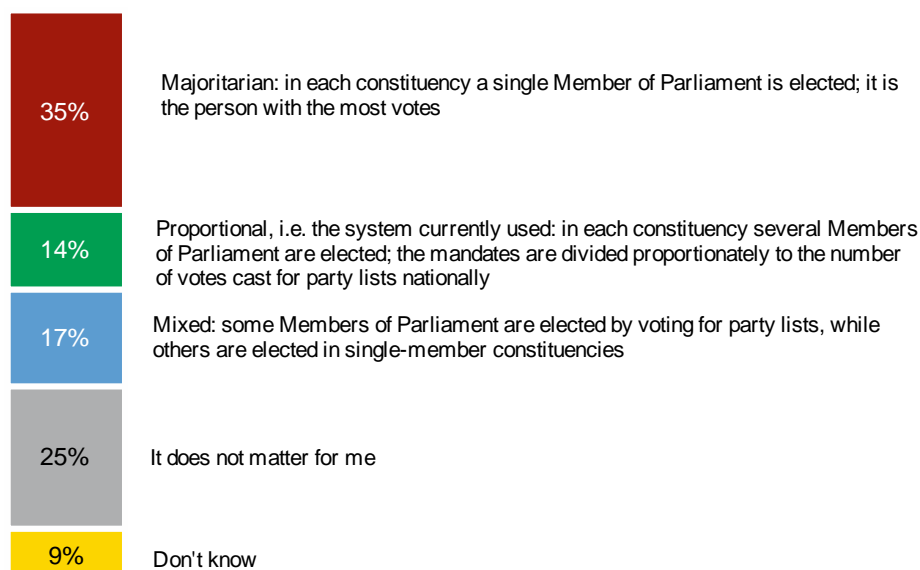 35%
Majoritarian: in each constituency a single Member of Parliament is elected; it is
the person with the most votes
14%
Proportional, i.e. the system currently used: in each constituency several Members
of Parliament are elected; the mandates are divided proportionately to the number
of votes cast for party lists nationally
17%
Mixed: some Members of Parliament are elected by voting for party lists, while
others are elected in single-member constituencies
25%
It does not matter for me
9%
Don't know